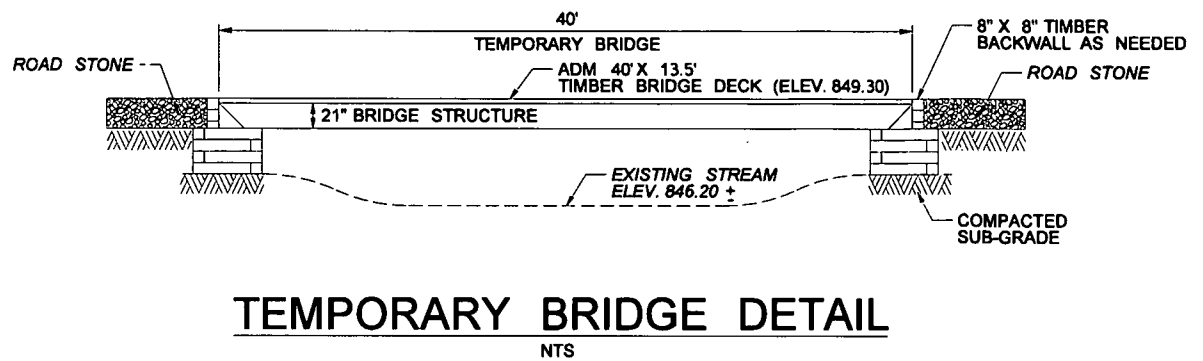 40'
TEMPORARY BRIDGE
8" X 8" TIMBER
BACKWALL AS NEEDED
ROAD STONE
ADM 40' X 13.5'
TIMBER BRIDGE DECK (ELEV. 849.30)
ROAD STONE
21" BRIDGE STRUCTURE
EXISTING STREAM
ELEV. 846.20 ±
COMPACTED
SUB-GRADE
TEMPORARY BRIDGE DETAIL
NTS